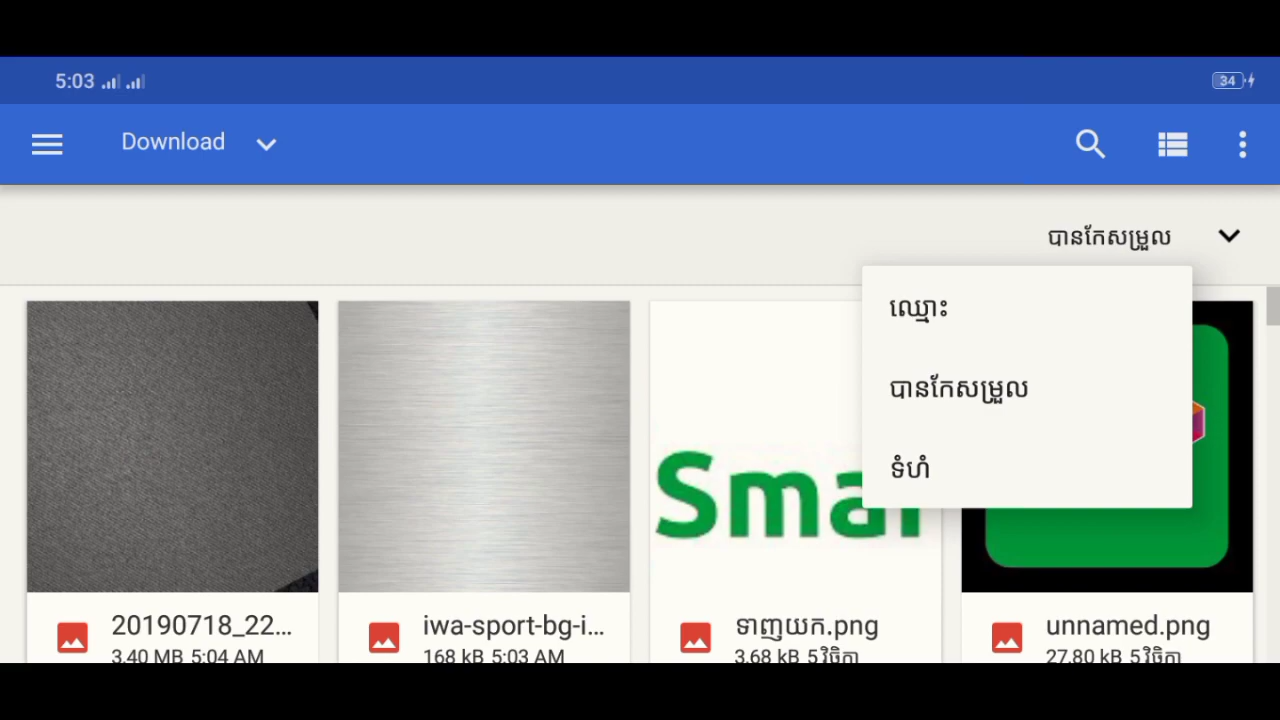 5:03
34
Download
បានកែសម្រួល
ឈ្មោះ
បានកែសម្រួល
ទំហំ
Smar
20190718_22...
3.40 MB 5:04 AM
iwa-sport-bg-i...
168 kB 5:03 AM
ទាញយក.png
3.68 kB 5 វិច្ឆិកា
unnamed.png
27.80 kB 5 វិច្ឆិកា